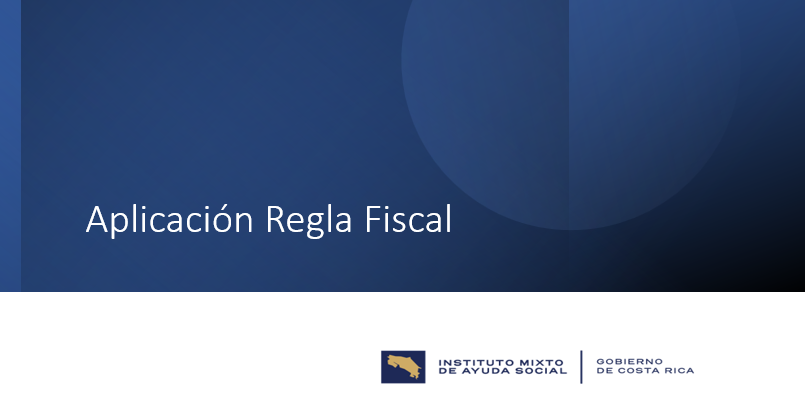 Aplicación Regla Fiscal
INSTITUTO MIXTO
DE AYUDA SOCIAL
GOBIERNO
DE COSTA RICA